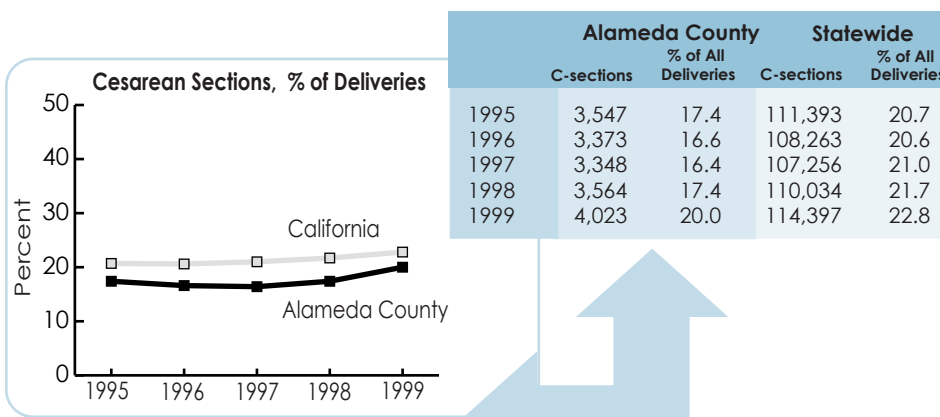 Cesarean Sections, % of Deliveries
50
40
30
20
10
0
Percent
California
Alameda County
1995 1996 1997 1998 1999
Alameda County Statewide
% of All % of All
C-sections Deliveries C-sections Deliveries
1995 3,547 17.4 111,393 20.7
1996 3,373 16.6 108,263 20.6
1997 3,348 16.4 107,256 21.0
1998 3,564 17.4 110,034 21.7
1999 4,023 20.0 114,397 22.8